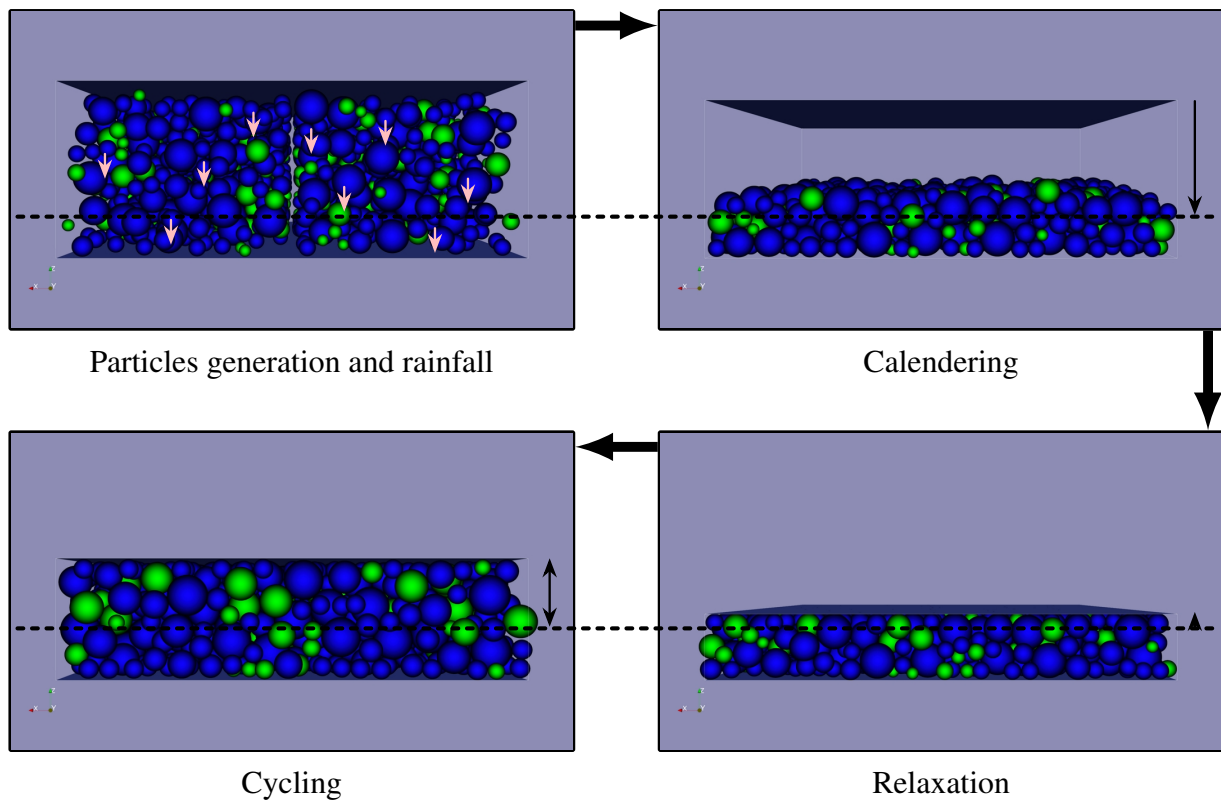 Particles generation and rainfall
Calendering
Cycling
Relaxation